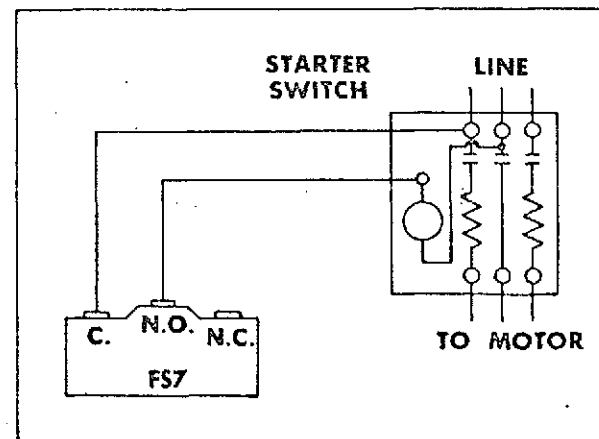 STARTER
SWITCH
LINE
C.
N.O.
N.C.
FS7
TO MOTOR